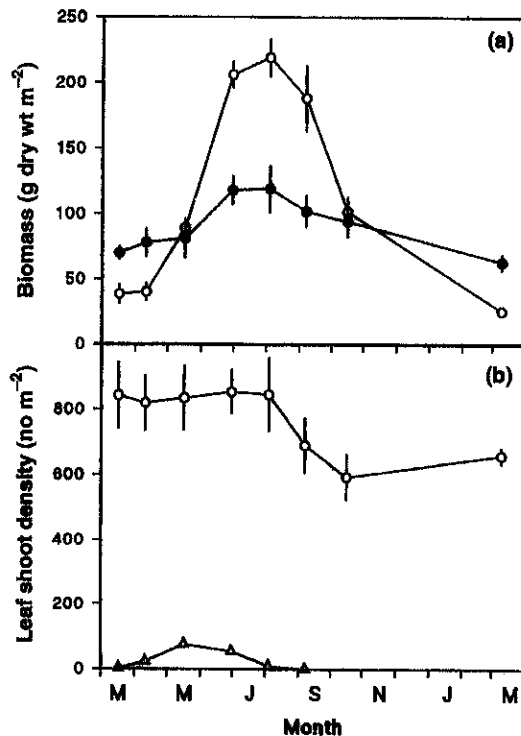 250
(a)
200
150
100
50
0
Biomass (g dry wt m⁻²)
(b)
800
600
400
200
0
Leaf shoot density (no m⁻²)
M M J S N J M
Month